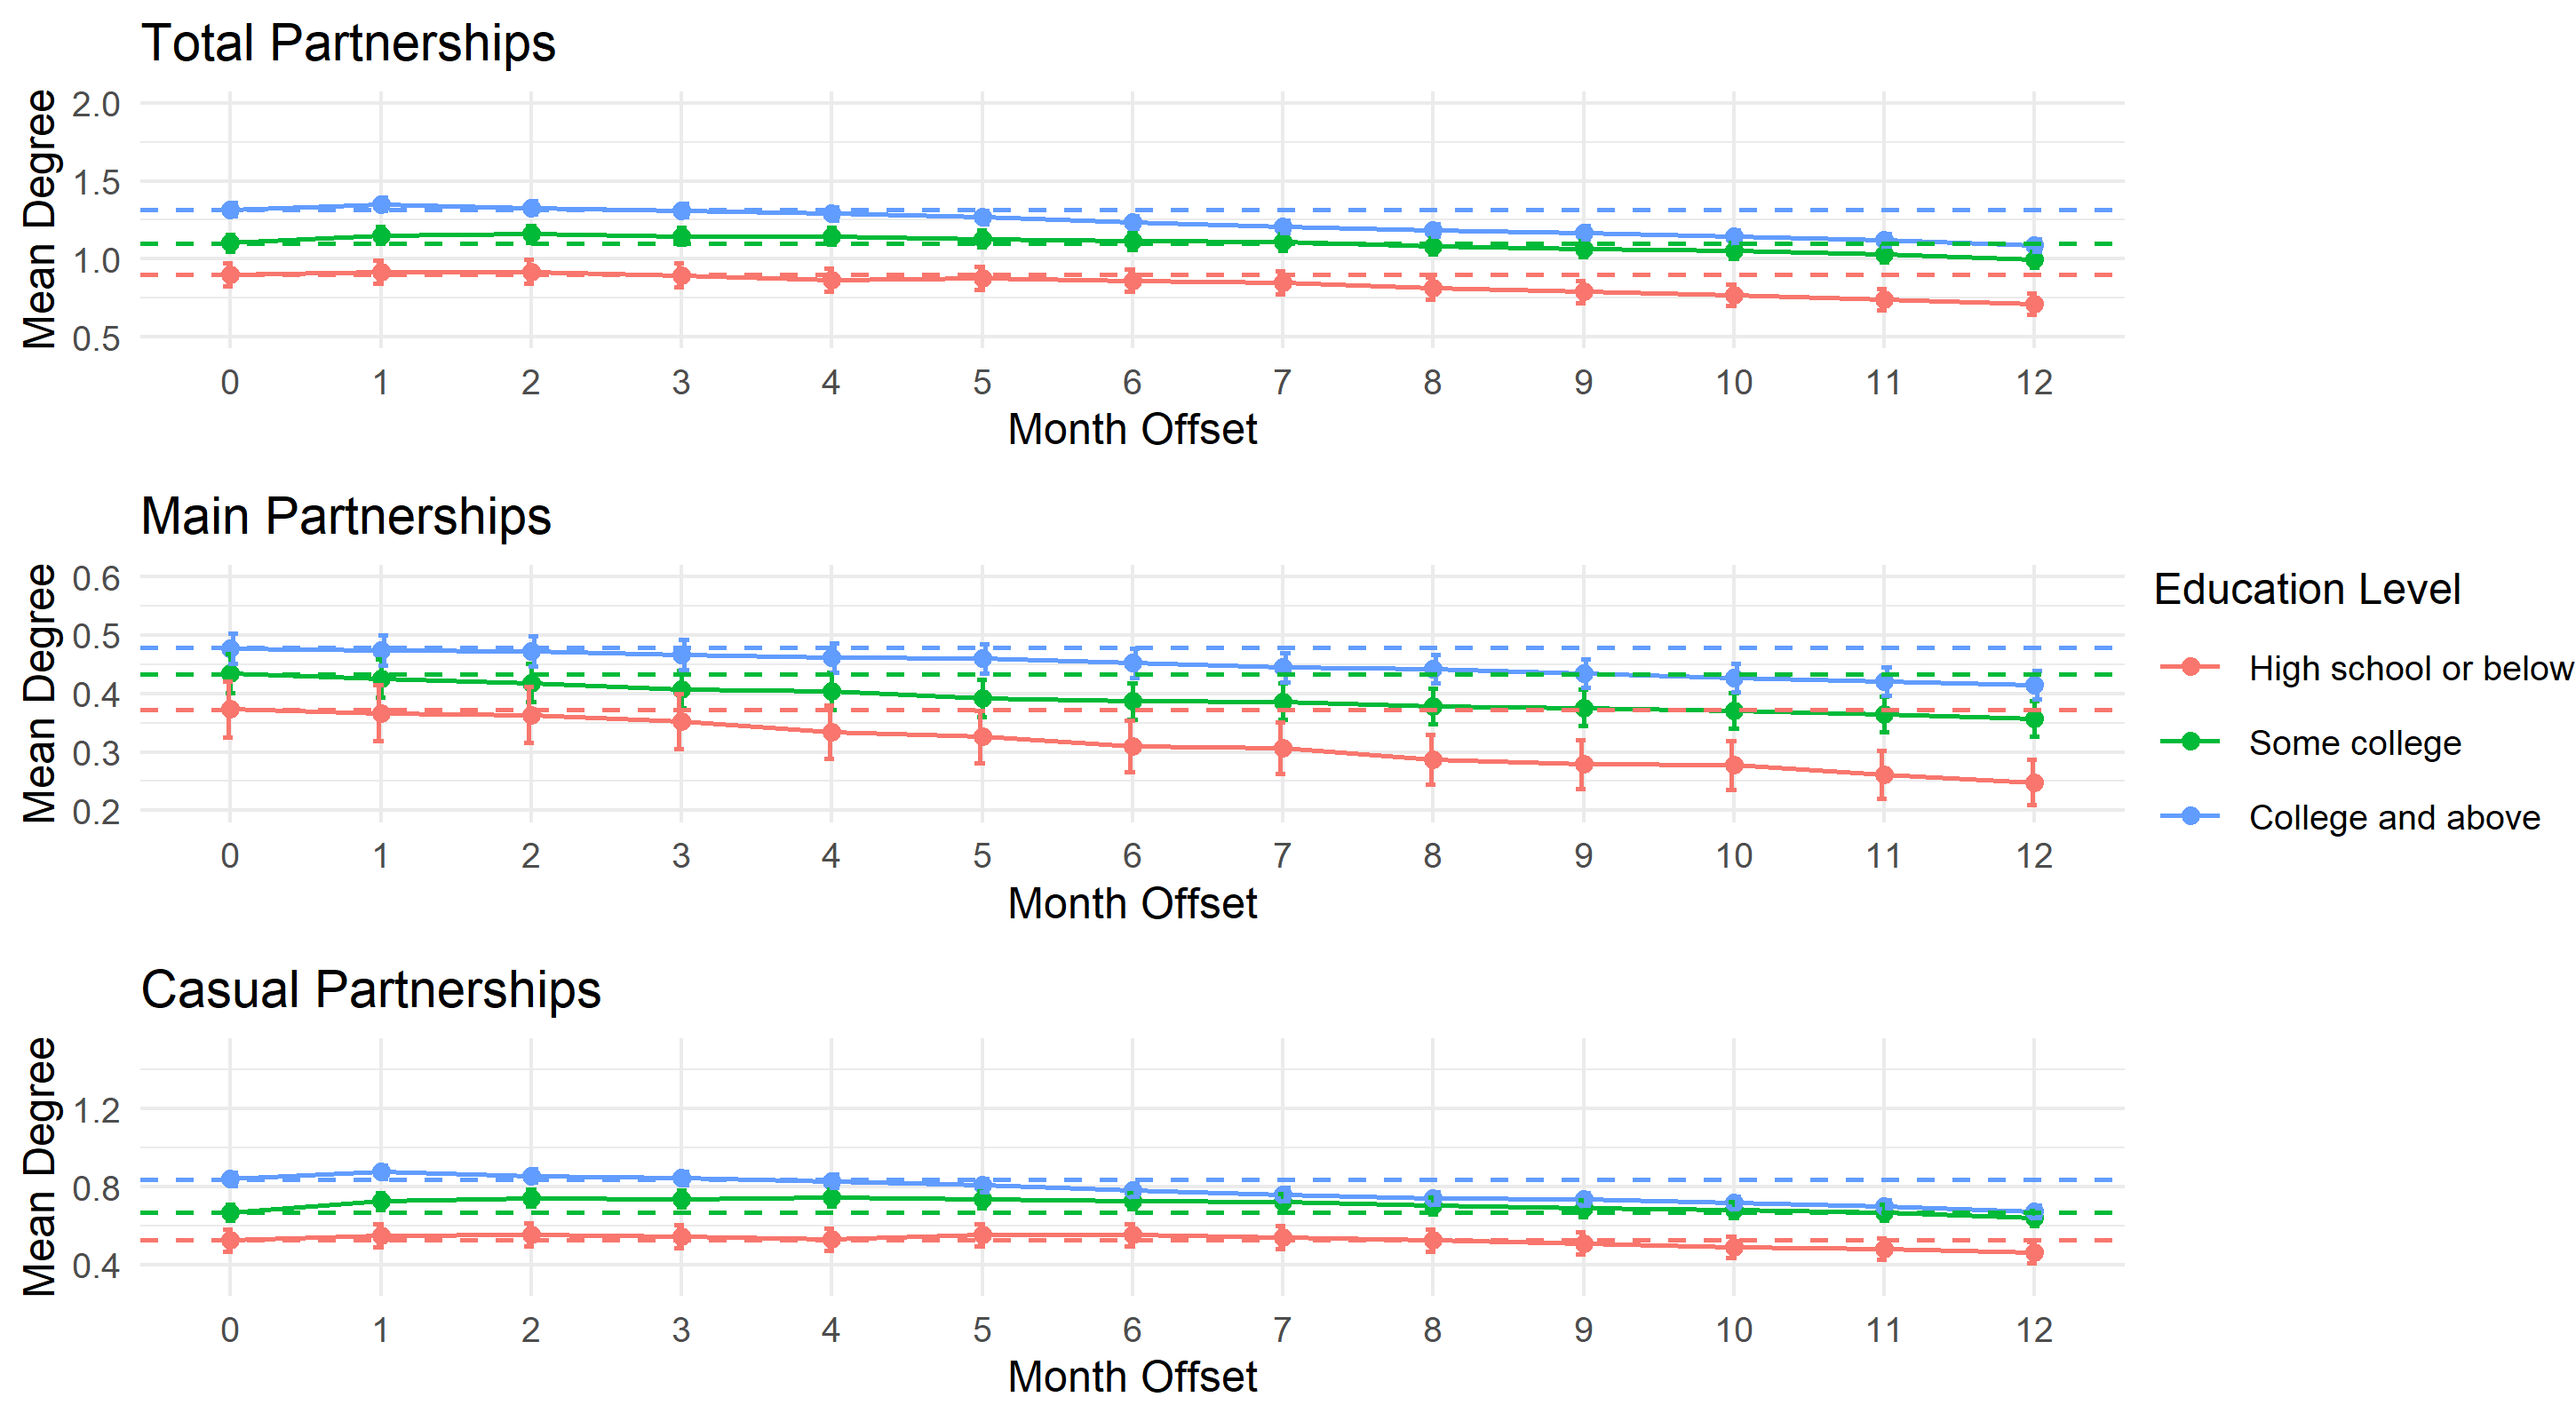 Total Partnerships
Mean Degree
2.0
1.5
1.0
0.5
0 1 2 3 4 5 6 7 8 9 10 11 12
Month Offset
Main Partnerships
Mean Degree
0.6
0.5
0.4
0.3
0.2
0 1 2 3 4 5 6 7 8 9 10 11 12
Month Offset
Education Level
High school or below
Some college
College and above
Casual Partnerships
Mean Degree
1.2
0.8
0.4
0 1 2 3 4 5 6 7 8 9 10 11 12
Month Offset